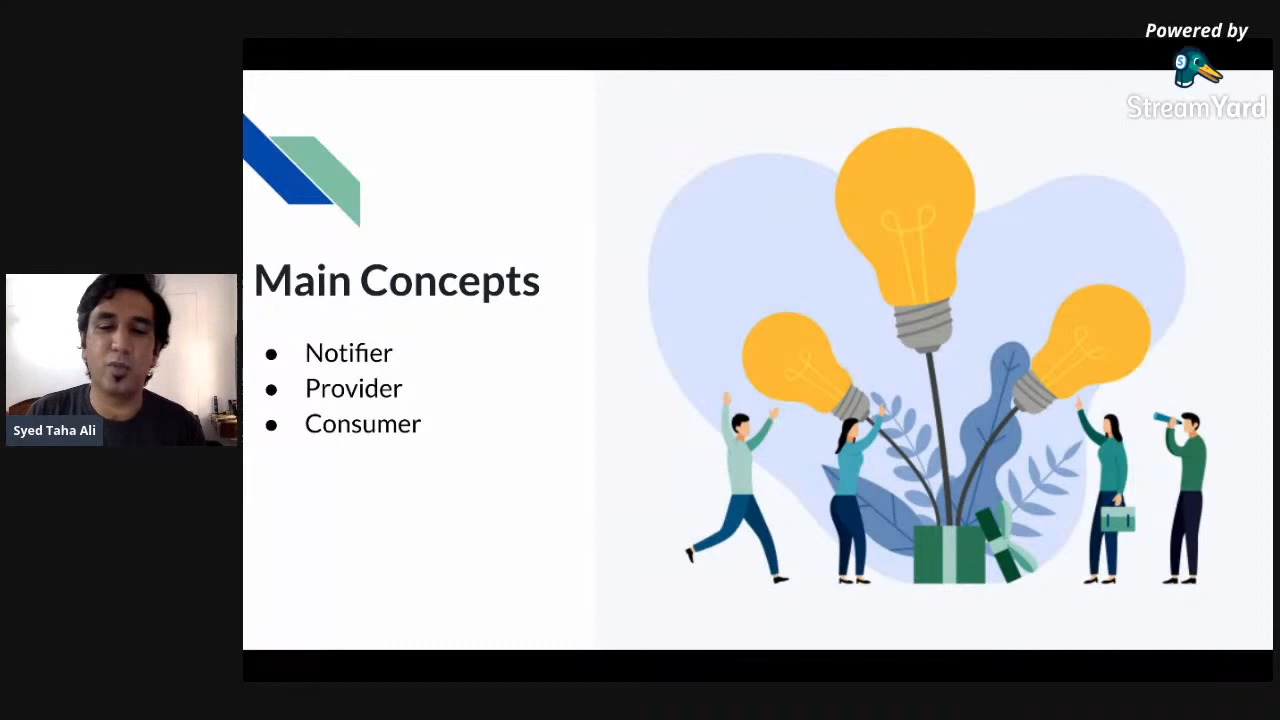 Powered by
StreamYard
Main Concepts
● Notifier
● Provider
● Consumer
Syed Taha Ali